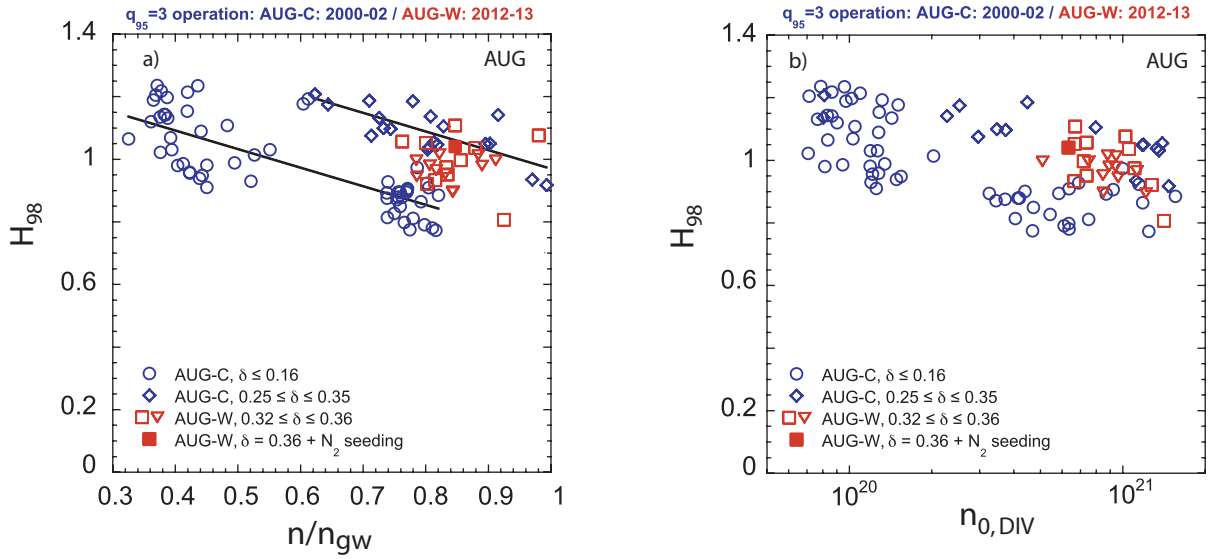 q95=3 operation: AUG-C: 2000-02 / AUG-W: 2012-13
a)
AUG
H98
1.4
1.2
1
0.6
0.2
0
AUG-C, δ ≤ 0.16
AUG-C, 0.25 ≤ δ ≤ 0.35
AUG-W, 0.32 ≤ δ ≤ 0.36
AUG-W, δ = 0.36 + N2 seeding
0.3 0.4 0.5 0.6 0.7 0.8 0.9 1
n/ngw
q95=3 operation: AUG-C: 2000-02 / AUG-W: 2012-13
b)
AUG
H98
1.4
1.2
1
0.6
0.2
0
AUG-C, δ ≤ 0.16
AUG-C, 0.25 ≤ δ ≤ 0.35
AUG-W, 0.32 ≤ δ ≤ 0.36
AUG-W, δ = 0.36 + N2 seeding
10^20 10^21
n0, DIV